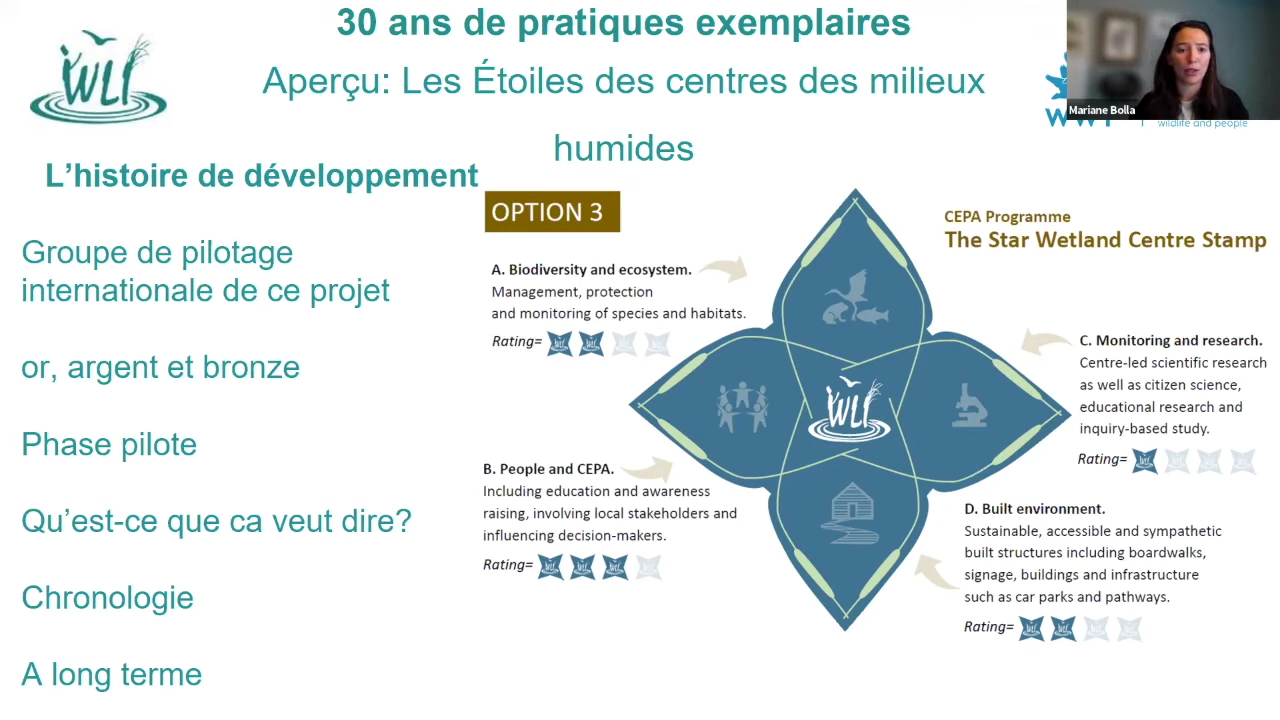 30 ans de pratiques exemplaires
Aperçu: Les Étoiles des centres des milieux
humides
WLI
Mariane Bolla
wildlife and people
L’histoire de développement
Groupe de pilotage
internationale de ce projet
or, argent et bronze
Phase pilote
Qu’est-ce que ca veut dire?
Chronologie
A long terme
OPTION 3
CEPA Programme
The Star Wetland Centre Stamp
A. Biodiversity and ecosystem.
Management, protection
and monitoring of species and habitats.
Rating=
B. People and CEPA.
Including education and awareness
raising, involving local stakeholders and
influencing decision-makers.
Rating=
WLI
C. Monitoring and research.
Centre-led scientific research
as well as citizen science,
educational research and
inquiry-based study.
Rating=
D. Built environment.
Sustainable, accessible and sympathetic
built structures including boardwalks,
signage, buildings and infrastructure
such as car parks and pathways.
Rating=